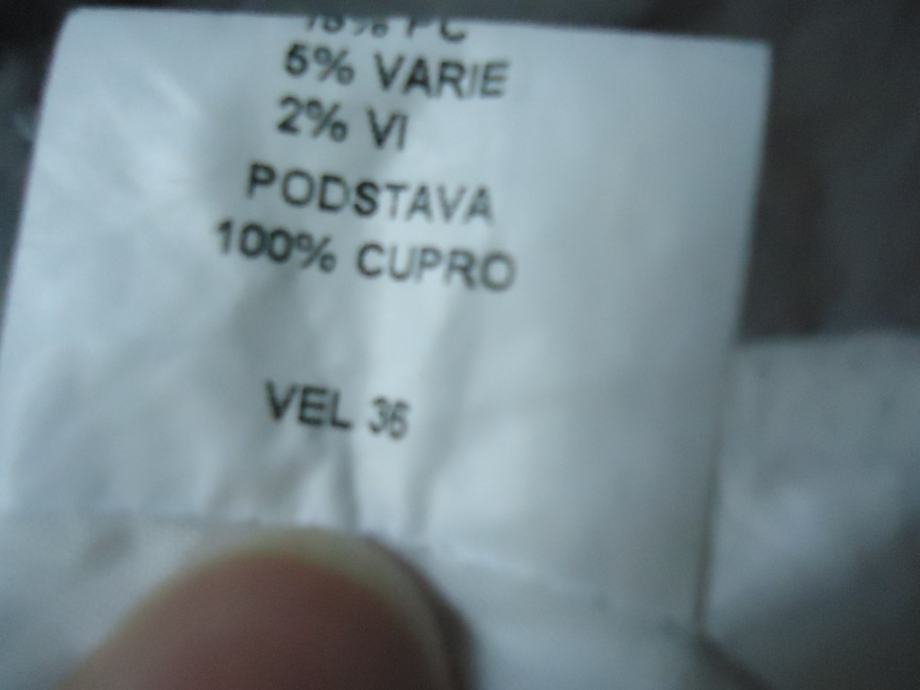 5% VARIE
2% VI
PODSTAVA
100% CUPRO
VEL 36